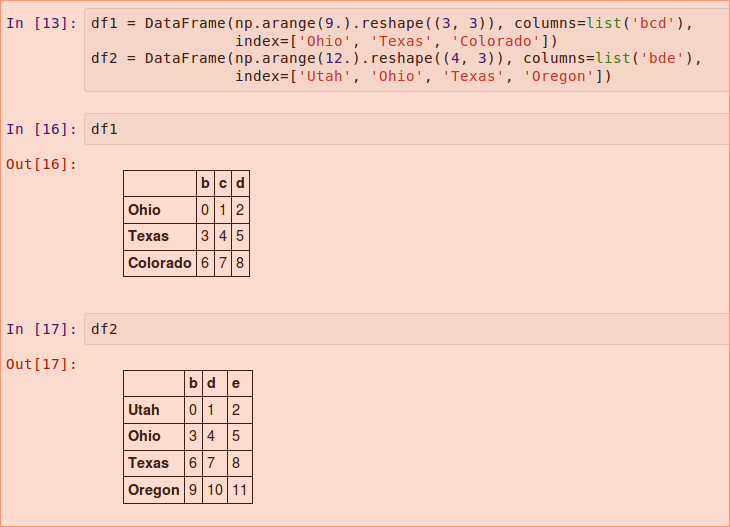 In [13]: df1 = DataFrame(np.arange(9.).reshape((3, 3)), columns=list('bcd'),
index=['Ohio', 'Texas', 'Colorado'])
df2 = DataFrame(np.arange(12.).reshape((4, 3)), columns=list('bde'),
index=['Utah', 'Ohio', 'Texas', 'Oregon'])
In [16]: df1
Out[16]:
b c d
Ohio 0 1 2
Texas 3 4 5
Colorado 6 7 8
In [17]: df2
Out[17]:
b d e
Utah 0 1 2
Ohio 3 4 5
Texas 6 7 8
Oregon 9 10 11